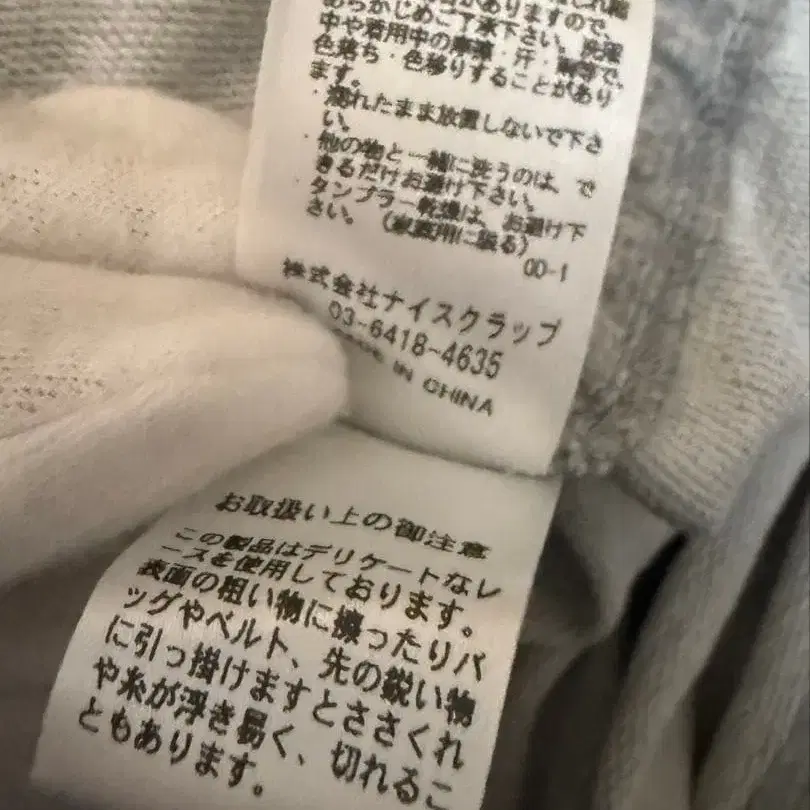 がありますので、
あらかじめご了承下さい。洗濯
中や着用中の摩擦・汗・雨等で、
色落ち・色移りすることがあり
ます。
・濡れたまま放置しないで下さ
い。
・他の物と一緒に洗うのは、で
きるだけお避け下さい。
タンブラー乾燥は、お避け下
さい。(家庭用に限る)
00-1
株式会社ナイスクラップ
03-6418-4635
MADE IN CHINA
お取扱い上の御注意
この製品はデリケートなレ
ースを使用しております。
表面の粗い物に擦ったりバ
ッグやベルト、先の鋭い物
に引っ掛けますとささくれ
や糸が浮き易く、切れるこ
ともあります。